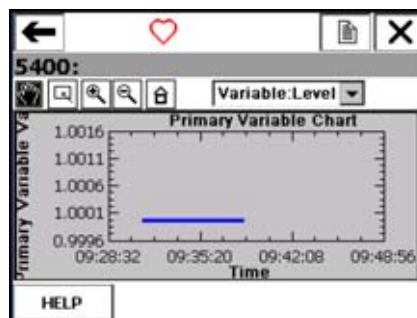 5400:
Variable:Level
Primary Variable Chart
Primary Variable Va
1.0016
1.0011
1.0006
1.0001
0.9996
09:28:32 09:35:20 09:42:08 09:48:56
Time
HELP